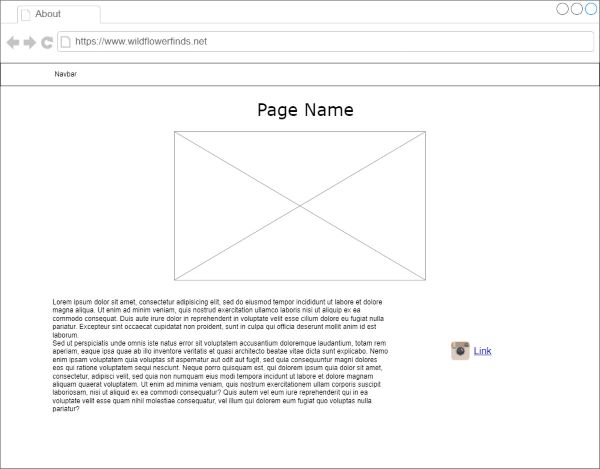 About
https://www.wildflowerfinds.net
Navbar
Page Name
Lorem ipsum dolor sit amet, consectetur adipisicing elit, sed do eiusmod tempor incididunt ut labore et dolore
magna aliqua. Ut enim ad minim veniam, quis nostrud exercitation ullamco laboris nisi ut aliquip ex ea
commodo consequat. Duis aute irure dolor in reprehenderit in voluptate velit esse cillum dolore eu fugiat nulla
pariatur. Excepteur sint occaecat cupidatat non proident, sunt in culpa qui officia deserunt mollit anim id est
laborum.
Sed ut perspiciatis unde omnis iste natus error sit voluptatem accusantium doloremque laudantium, totam rem
aperiam, eaque ipsa quae ab illo inventore veritatis et quasi architecto beatae vitae dicta sunt explicabo. Nemo
enim ipsam voluptatem quia voluptas sit aspernatur aut odit aut fugit, sed quia consequuntur magni dolores
eos qui ratione voluptatem sequi nesciunt. Neque porro quisquam est, qui dolorem ipsum quia dolor sit amet,
consectetur, adipisci velit, sed quia non numquam eius modi tempora incidunt ut labore et dolore magnam
aliquam quaerat voluptatem. Ut enim ad minima veniam, quis nostrum exercitationem ullam corporis suscipit
laboriosam, nisi ut aliquid ex ea commodi consequatur? Quis autem vel eum iure reprehenderit qui in ea
voluptate velit esse quam nihil molestiae consequatur, vel illum qui dolorem eum fugiat quo voluptas nulla
pariatur?
Link